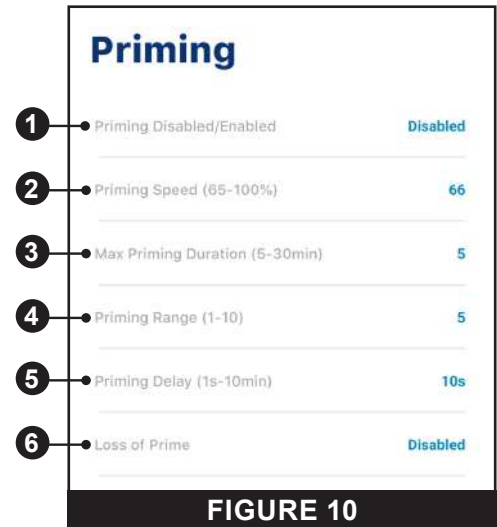 Priming
1 Priming Disabled/Enabled Disabled
2 Priming Speed (65-100%) 66
3 Max Priming Duration (5-30min) 5
4 Priming Range (1-10) 5
5 Priming Delay (1s-10min) 10s
6 Loss of Prime Disabled
FIGURE 10